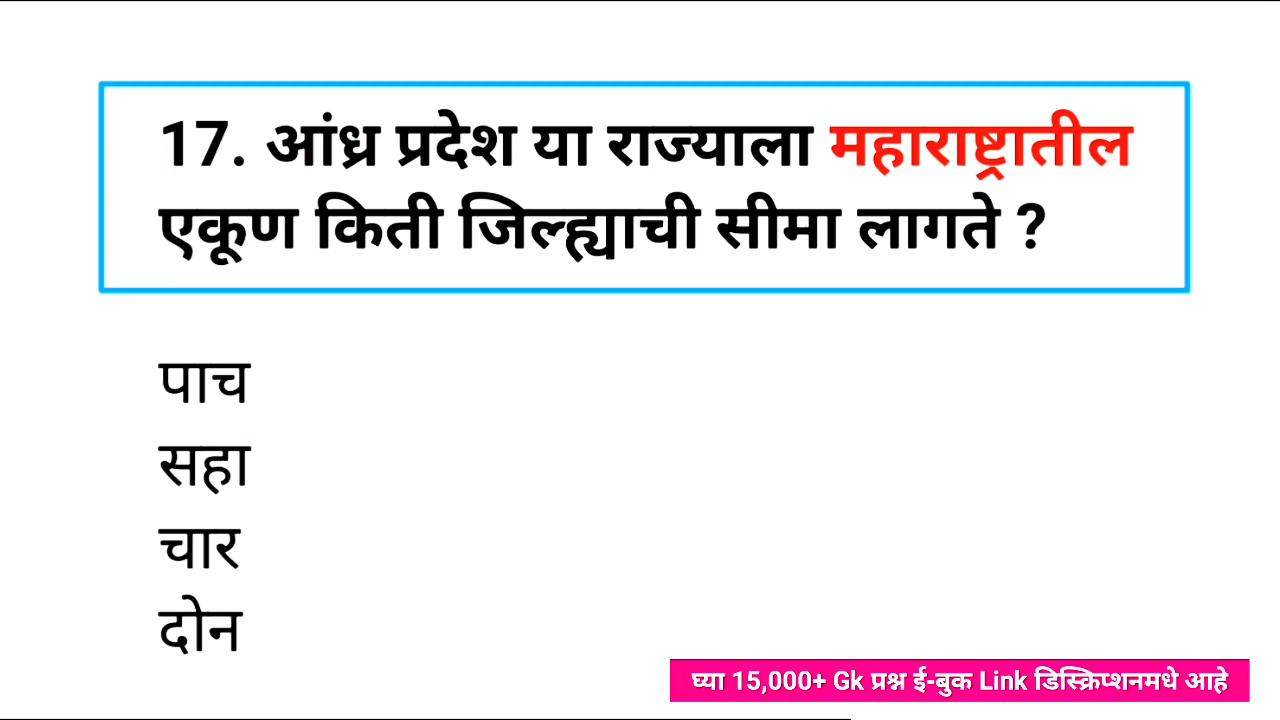 17. आंध्र प्रदेश या राज्याला महाराष्ट्रातील
एकूण किती जिल्ह्याची सीमा लागते ?
पाच
सहा
चार
दोन
घ्या 15,000+ Gk प्रश्न ई-बुक Link डिस्क्रिप्शनमधे आहे